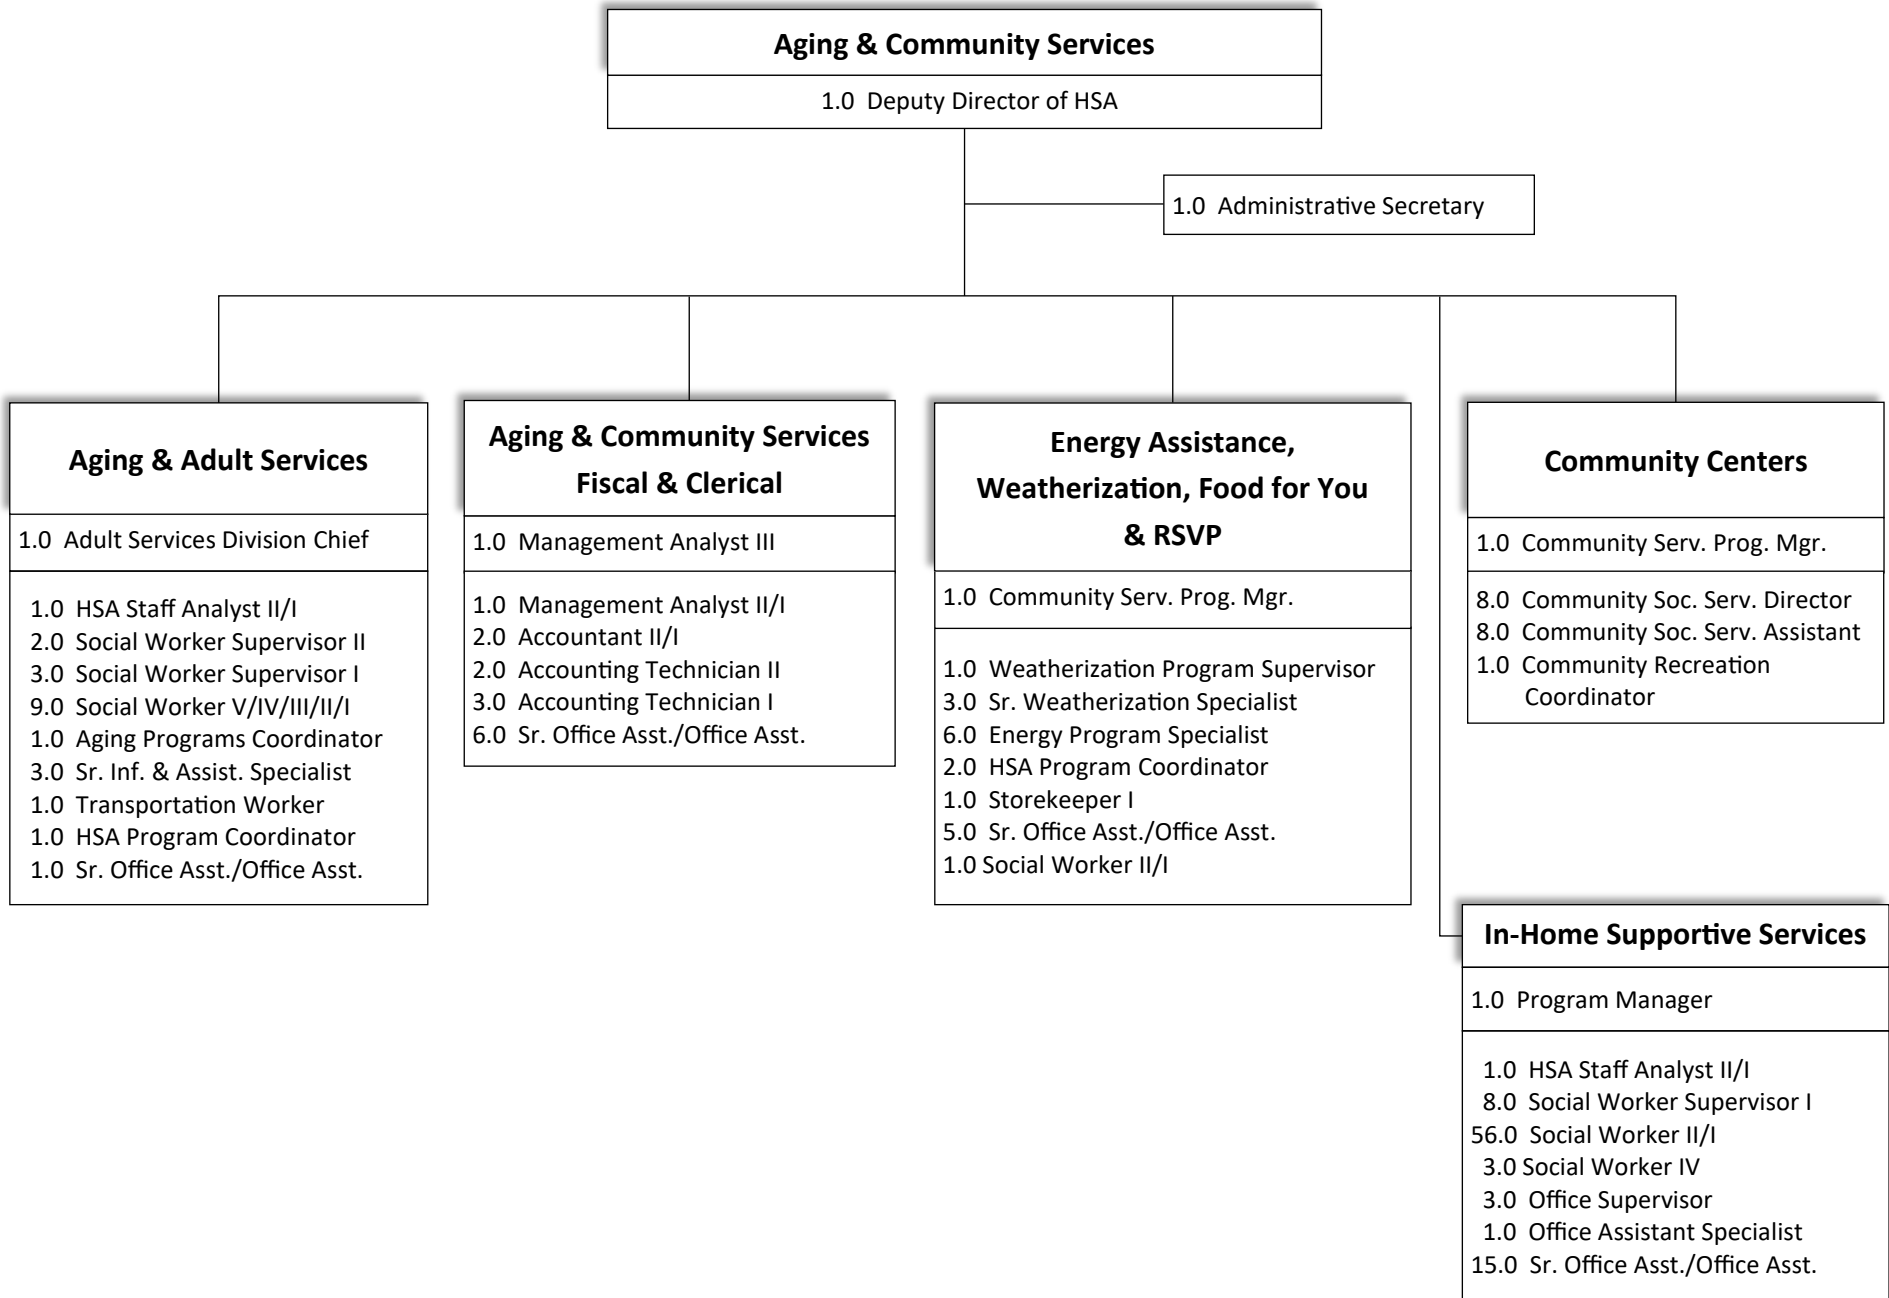 Aging & Community Services
1.0 Deputy Director of HSA
1.0 Administrative Secretary
Aging & Adult Services
1.0 Adult Services Division Chief
1.0 HSA Staff Analyst II/I
2.0 Social Worker Supervisor II
3.0 Social Worker Supervisor I
9.0 Social Worker V/IV/III/II/I
1.0 Aging Programs Coordinator
3.0 Sr. Inf. & Assist. Specialist
1.0 Transportation Worker
1.0 HSA Program Coordinator
1.0 Sr. Office Asst./Office Asst.
Aging & Community Services
Fiscal & Clerical
1.0 Management Analyst III
1.0 Management Analyst II/I
2.0 Accountant II/I
2.0 Accounting Technician II
3.0 Accounting Technician I
6.0 Sr. Office Asst./Office Asst.
Energy Assistance,
Weatherization, Food for You
& RSVP
1.0 Community Serv. Prog. Mgr.
1.0 Weatherization Program Supervisor
3.0 Sr. Weatherization Specialist
6.0 Energy Program Specialist
2.0 HSA Program Coordinator
1.0 Storekeeper I
5.0 Sr. Office Asst./Office Asst.
1.0 Social Worker II/I
Community Centers
1.0 Community Serv. Prog. Mgr.
8.0 Community Soc. Serv. Director
8.0 Community Soc. Serv. Assistant
1.0 Community Recreation
Coordinator
In-Home Supportive Services
1.0 Program Manager
1.0 HSA Staff Analyst II/I
8.0 Social Worker Supervisor I
56.0 Social Worker II/I
3.0 Social Worker IV
3.0 Office Supervisor
1.0 Office Assistant Specialist
15.0 Sr. Office Asst./Office Asst.